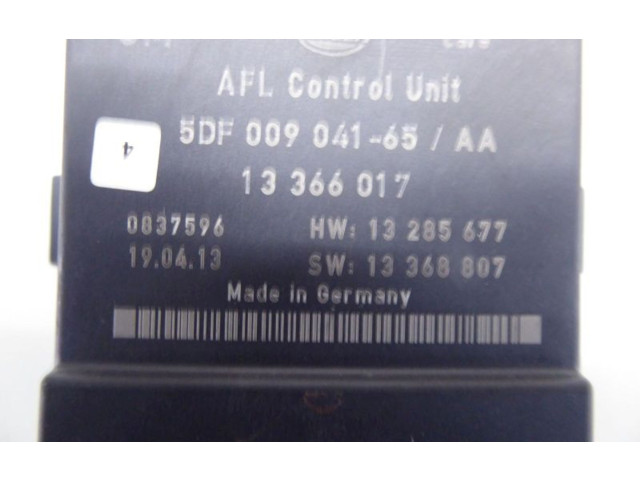 AFL Control Unit
5DF 009 041-65 / AA
4
13 366 017
0837596 HW: 13 285 677
19.04.13 SW: 13 368 807
Made in Germany